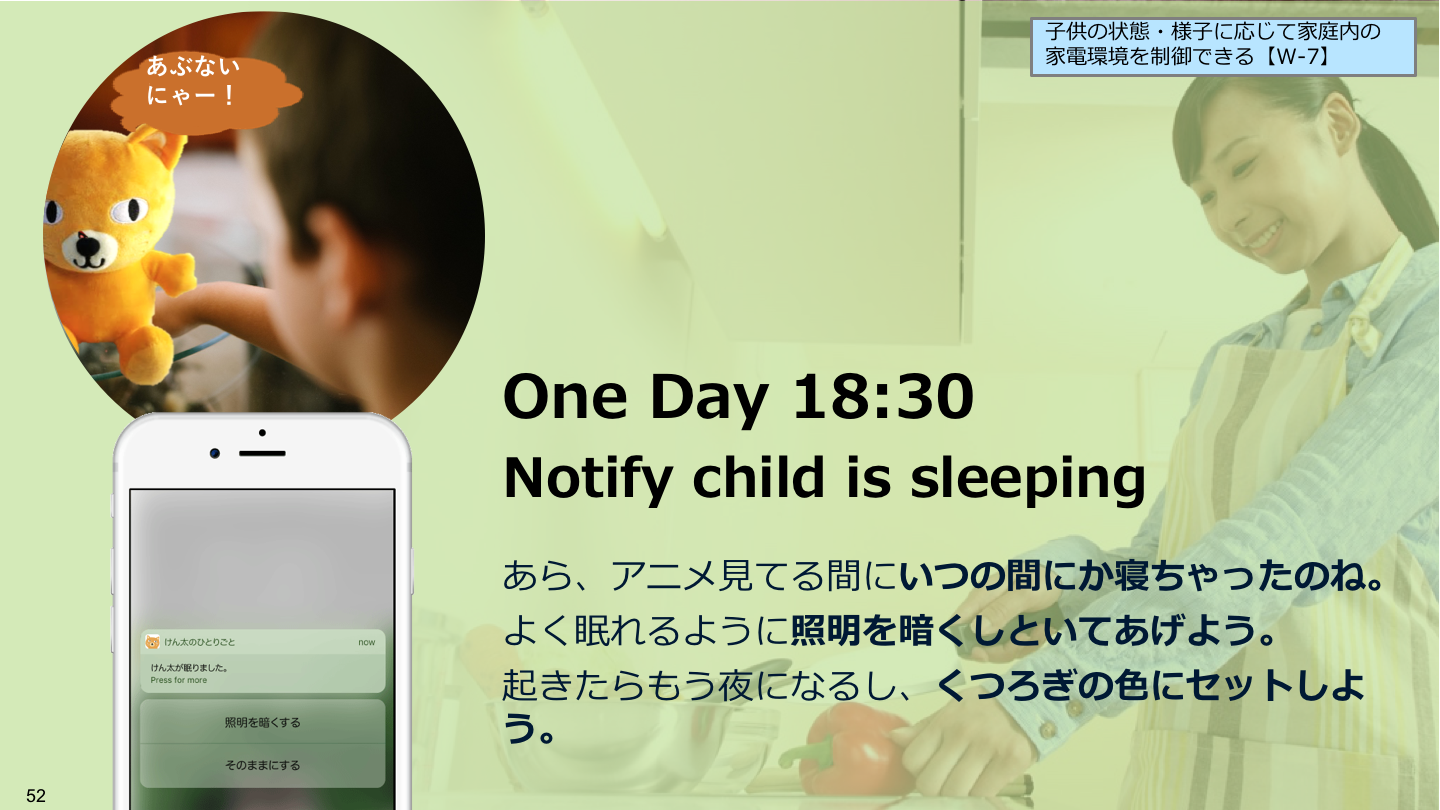 子供の状態・様子に応じて家庭内の
家電環境を制御できる【W-7】
あぶない
にゃー！
One Day 18:30
Notify child is sleeping
あら、アニメ見てる間にいつの間にか寝ちゃったのね。
よく眠れるように照明を暗くしといてあげよう。
起きたらもう夜になるし、くつろぎの色にセットしよ
う。
けん太のひとりごと now
けん太が眠りました。
Press for more
照明を暗くする
そのままにする
52